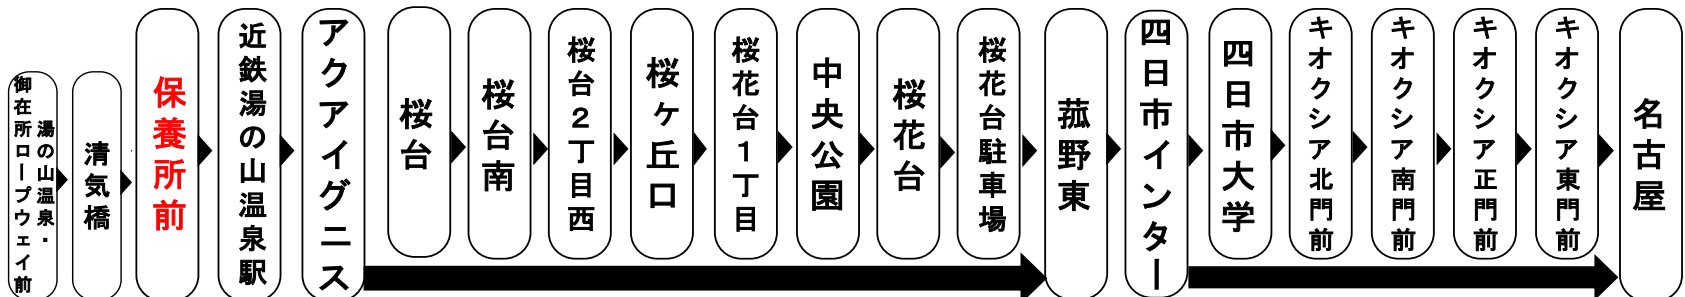 湯の山温泉・
御在所ロープウェイ前
清気橋
保養所前
近鉄湯の山温泉駅
アクアイグニス
桜台
桜台南
桜台２丁目西
桜ヶ丘口
桜花台１丁目
中央公園
桜花台
桜花台駐車場
菰野東
四日市インター
四日市大学
キオクシア北門前
キオクシア南門前
キオクシア正門前
キオクシア東門前
名古屋